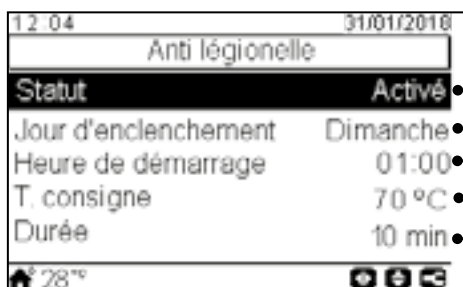 12:04 31/01/2018
Anti légionelle
Statut Activé
Jour d'enclenchement Dimanche
Heure de démarrage 01:00
T. consigne 70 °C
Durée 10 min
28°C